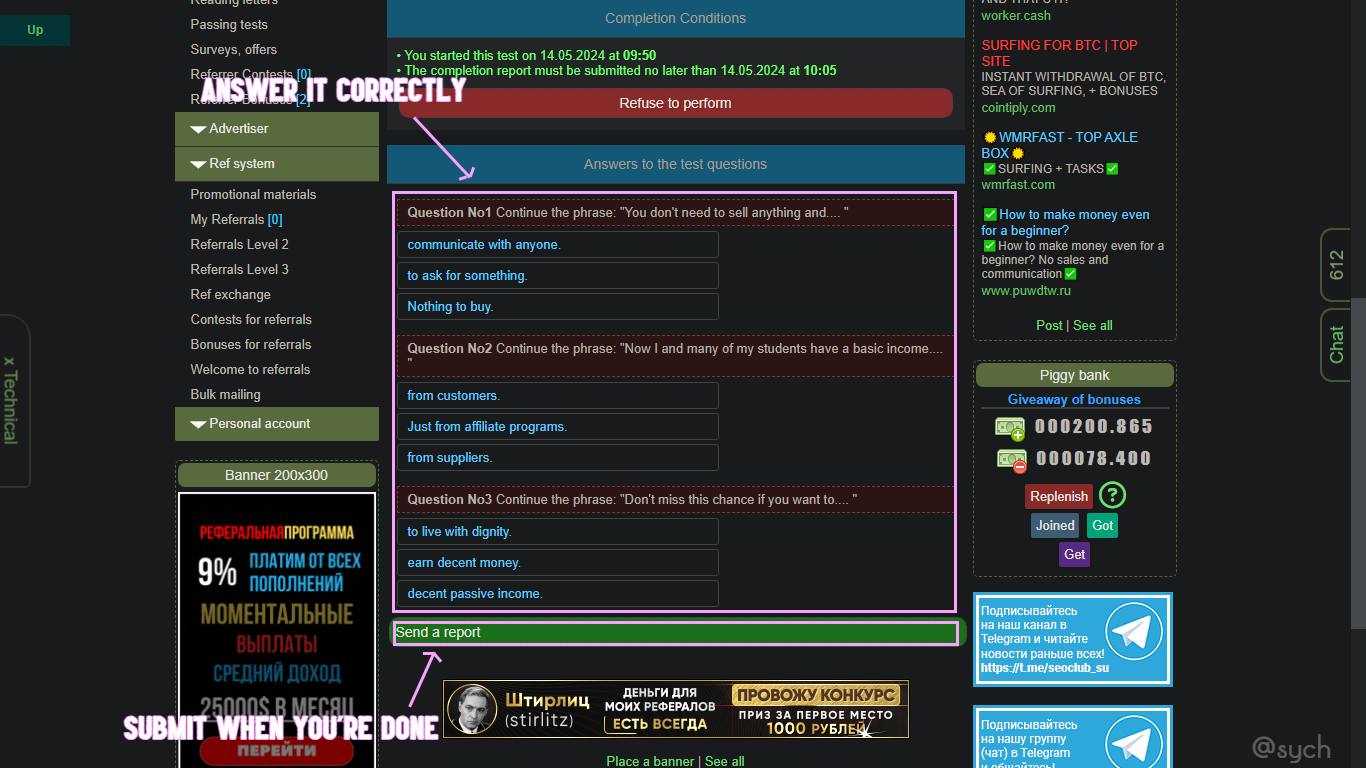 Up
Reading letters
Passing tests
Surveys, offers
Referrer Contests [0]
Referrer Bonuses [2]
ANSWER IT CORRECTLY
Advertiser
Ref system
Promotional materials
My Referrals [0]
Referrals Level 2
Referrals Level 3
Ref exchange
Contests for referrals
Bonuses for referrals
Welcome to referrals
Bulk mailing
Personal account
x Technical
Banner 200x300
РЕФЕРАЛЬНАЯ ПРОГРАММА
9% ПЛАТИМ ОТ ВСЕХ
ПОПОЛНЕНИЙ
МОМЕНТАЛЬНЫЕ
ВЫПЛАТЫ
СРЕДНИЙ ДОХОД
25000$ В МЕСЯЦ
SUBMIT WHEN YOU'RE DONE
ПЕРЕЙТИ
Completion Conditions
• You started this test on 14.05.2024 at 09:50
• The completion report must be submitted no later than 14.05.2024 at 10:05
Refuse to perform
Answers to the test questions
Question No1 Continue the phrase: "You don't need to sell anything and.... "
communicate with anyone.
to ask for something.
Nothing to buy.
Question No2 Continue the phrase: "Now I and many of my students have a basic income....
"
from customers.
Just from affiliate programs.
from suppliers.
Question No3 Continue the phrase: "Don't miss this chance if you want to.... "
to live with dignity.
earn decent money.
decent passive income.
Send a report
Штирлиц
(stirlitz)
ДЕНЬГИ ДЛЯ
МОИХ РЕФЕРАЛОВ
ЕСТЬ ВСЕГДА
ПРОВОЖУ КОНКУРС
ПРИЗ ЗА ПЕРВОЕ МЕСТО
1000 РУБЛЕЙ
Place a banner | See all
worker.cash
SURFING FOR BTC | TOP
SITE
INSTANT WITHDRAWAL OF BTC,
SEA OF SURFING, + BONUSES
cointiply.com
WMRFAST - TOP AXLE
BOX
SURFING + TASKS
wmrfast.com
How to make money even
for a beginner?
How to make money even for a
beginner? No sales and
communication
www.puwdtw.ru
Post | See all
Piggy bank
Giveaway of bonuses
000200.865
000078.400
Replenish ?
Joined Got
Get
Подписывайтесь
на наш канал в
Telegram и читайте
новости раньше всех!
https://t.me/seoclub_su
Подписывайтесь
на нашу группу
(чат) в Telegram
и общайтесь!
612
Chat
@sych